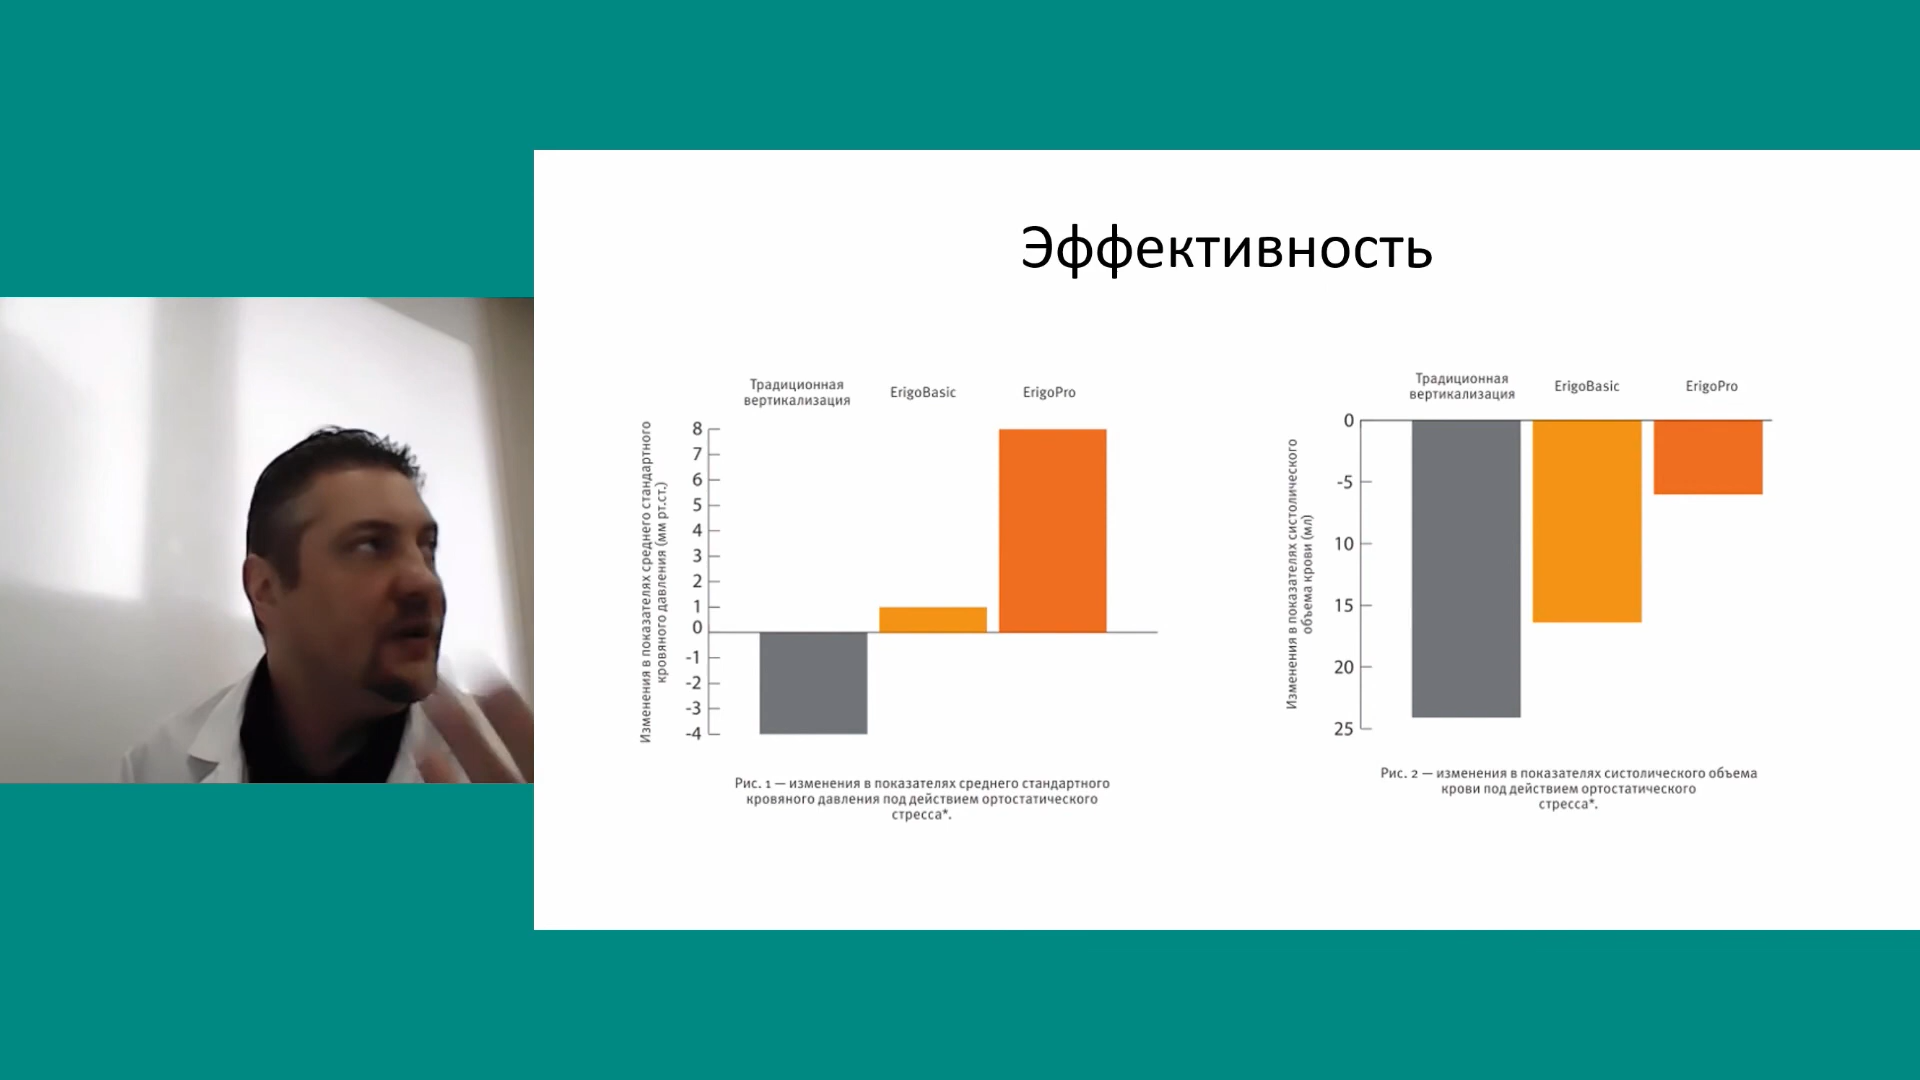 Эффективность
Традиционная
вертикализация
ErigoBasic
ErigoPro
Изменения в показателях среднего стандартного
кровяного давления (мм рт.ст.)
8
7
6
5
4
3
2
1
0
-1
-2
-3
-4
Рис. 1 — изменения в показателях среднего стандартного
кровяного давления под действием ортостатического
стресса*.
Традиционная
вертикализация
ErigoBasic
ErigoPro
Изменения в показателях систолического
объема крови (мл)
0
-5
10
15
20
25
Рис. 2 — изменения в показателях систолического объема
крови под действием ортостатического
стресса*.